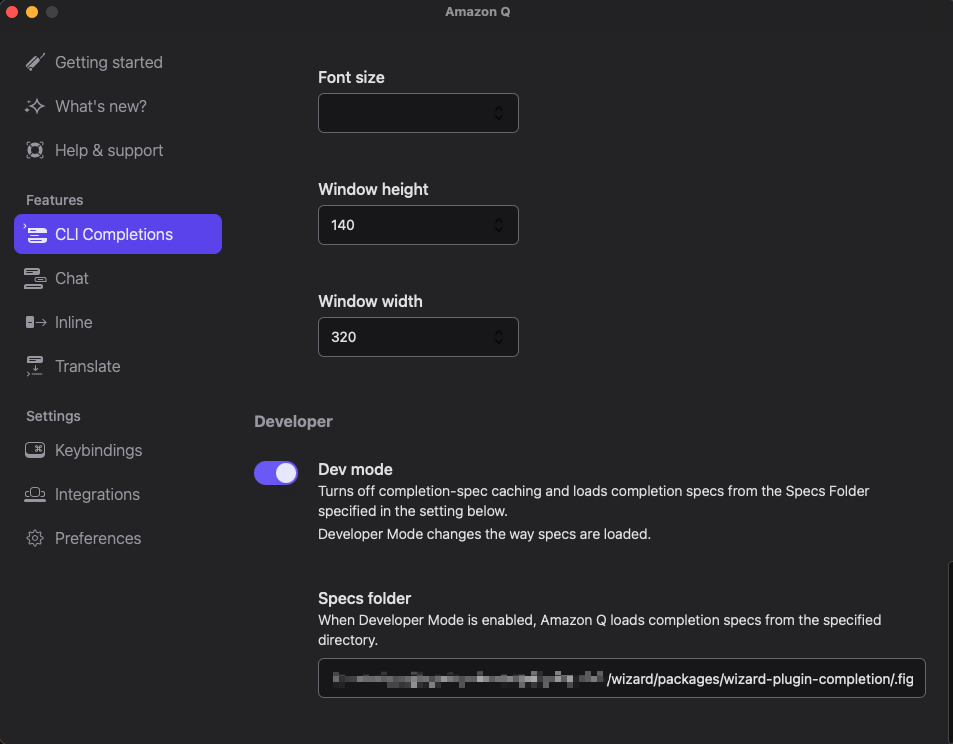 Amazon Q
Getting started
What's new?
Help & support
Features
CLI Completions
Chat
Inline
Translate
Settings
Keybindings
Integrations
Preferences
Font size
Window height
140
Window width
320
Developer
Dev mode
Turns off completion-spec caching and loads completion specs from the Specs Folder
specified in the setting below.
Developer Mode changes the way specs are loaded.
Specs folder
When Developer Mode is enabled, Amazon Q loads completion specs from the specified
directory.
/wizard/packages/wizard-plugin-completion/.fig